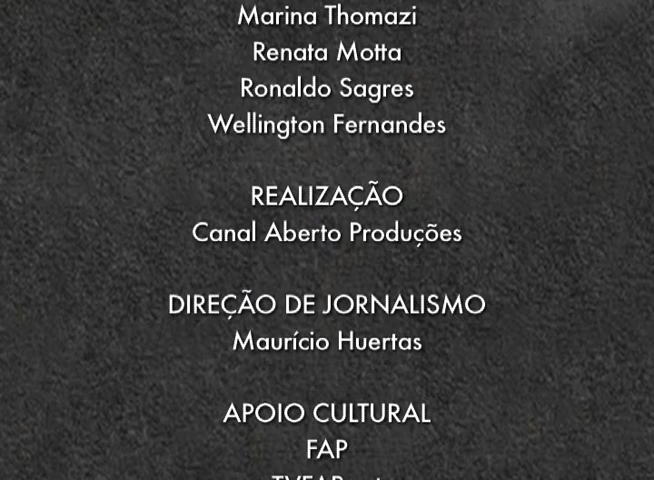 Marina Thomazi
Renata Motta
Ronaldo Sagres
Wellington Fernandes
REALIZAÇÃO
Canal Aberto Produções
DIREÇÃO DE JORNALISMO
Maurício Huertas
APOIO CULTURAL
FAP